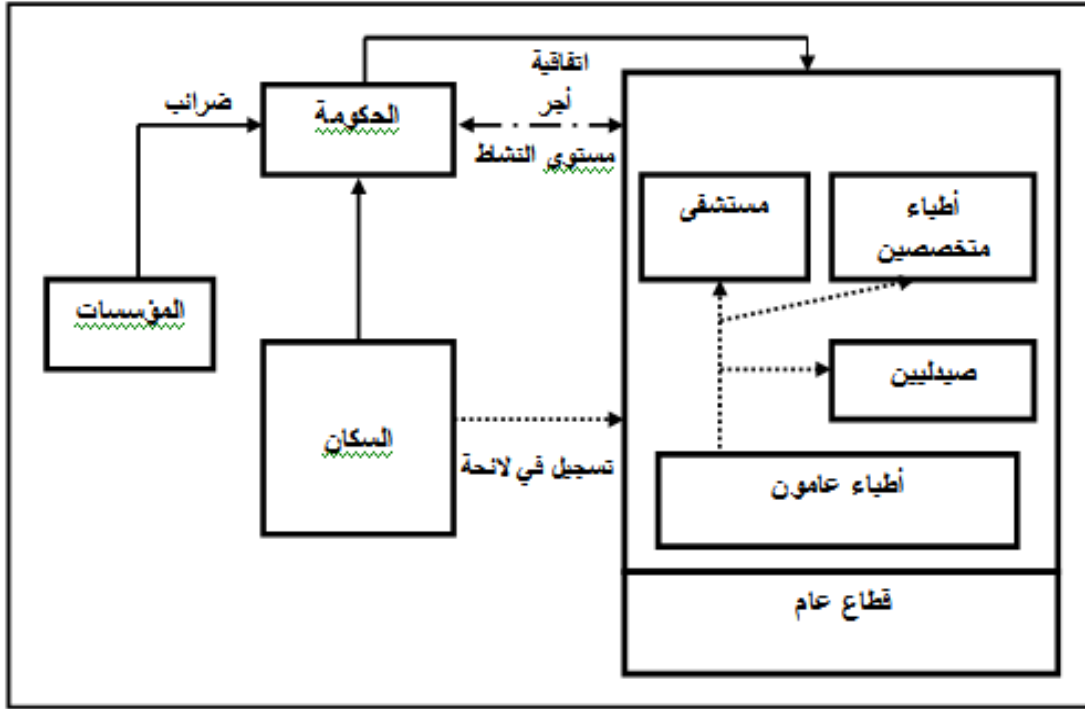 اتفاقية
ضرائب
الحكومة
أجر
مستوى النشاط
مستشفى
أطباء
متخصصين
المؤسسات
صيدليين
السكان
تسجيل في لائحة
أطباء عامون
قطاع عام